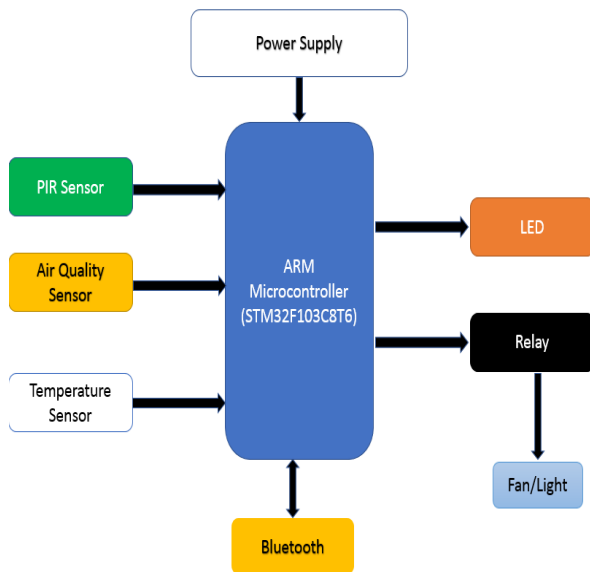 Power Supply
PIR Sensor
Air Quality
Sensor
Temperature
Sensor
ARM
Microcontroller
(STM32F103C8T6)
LED
Relay
Fan/Light
Bluetooth